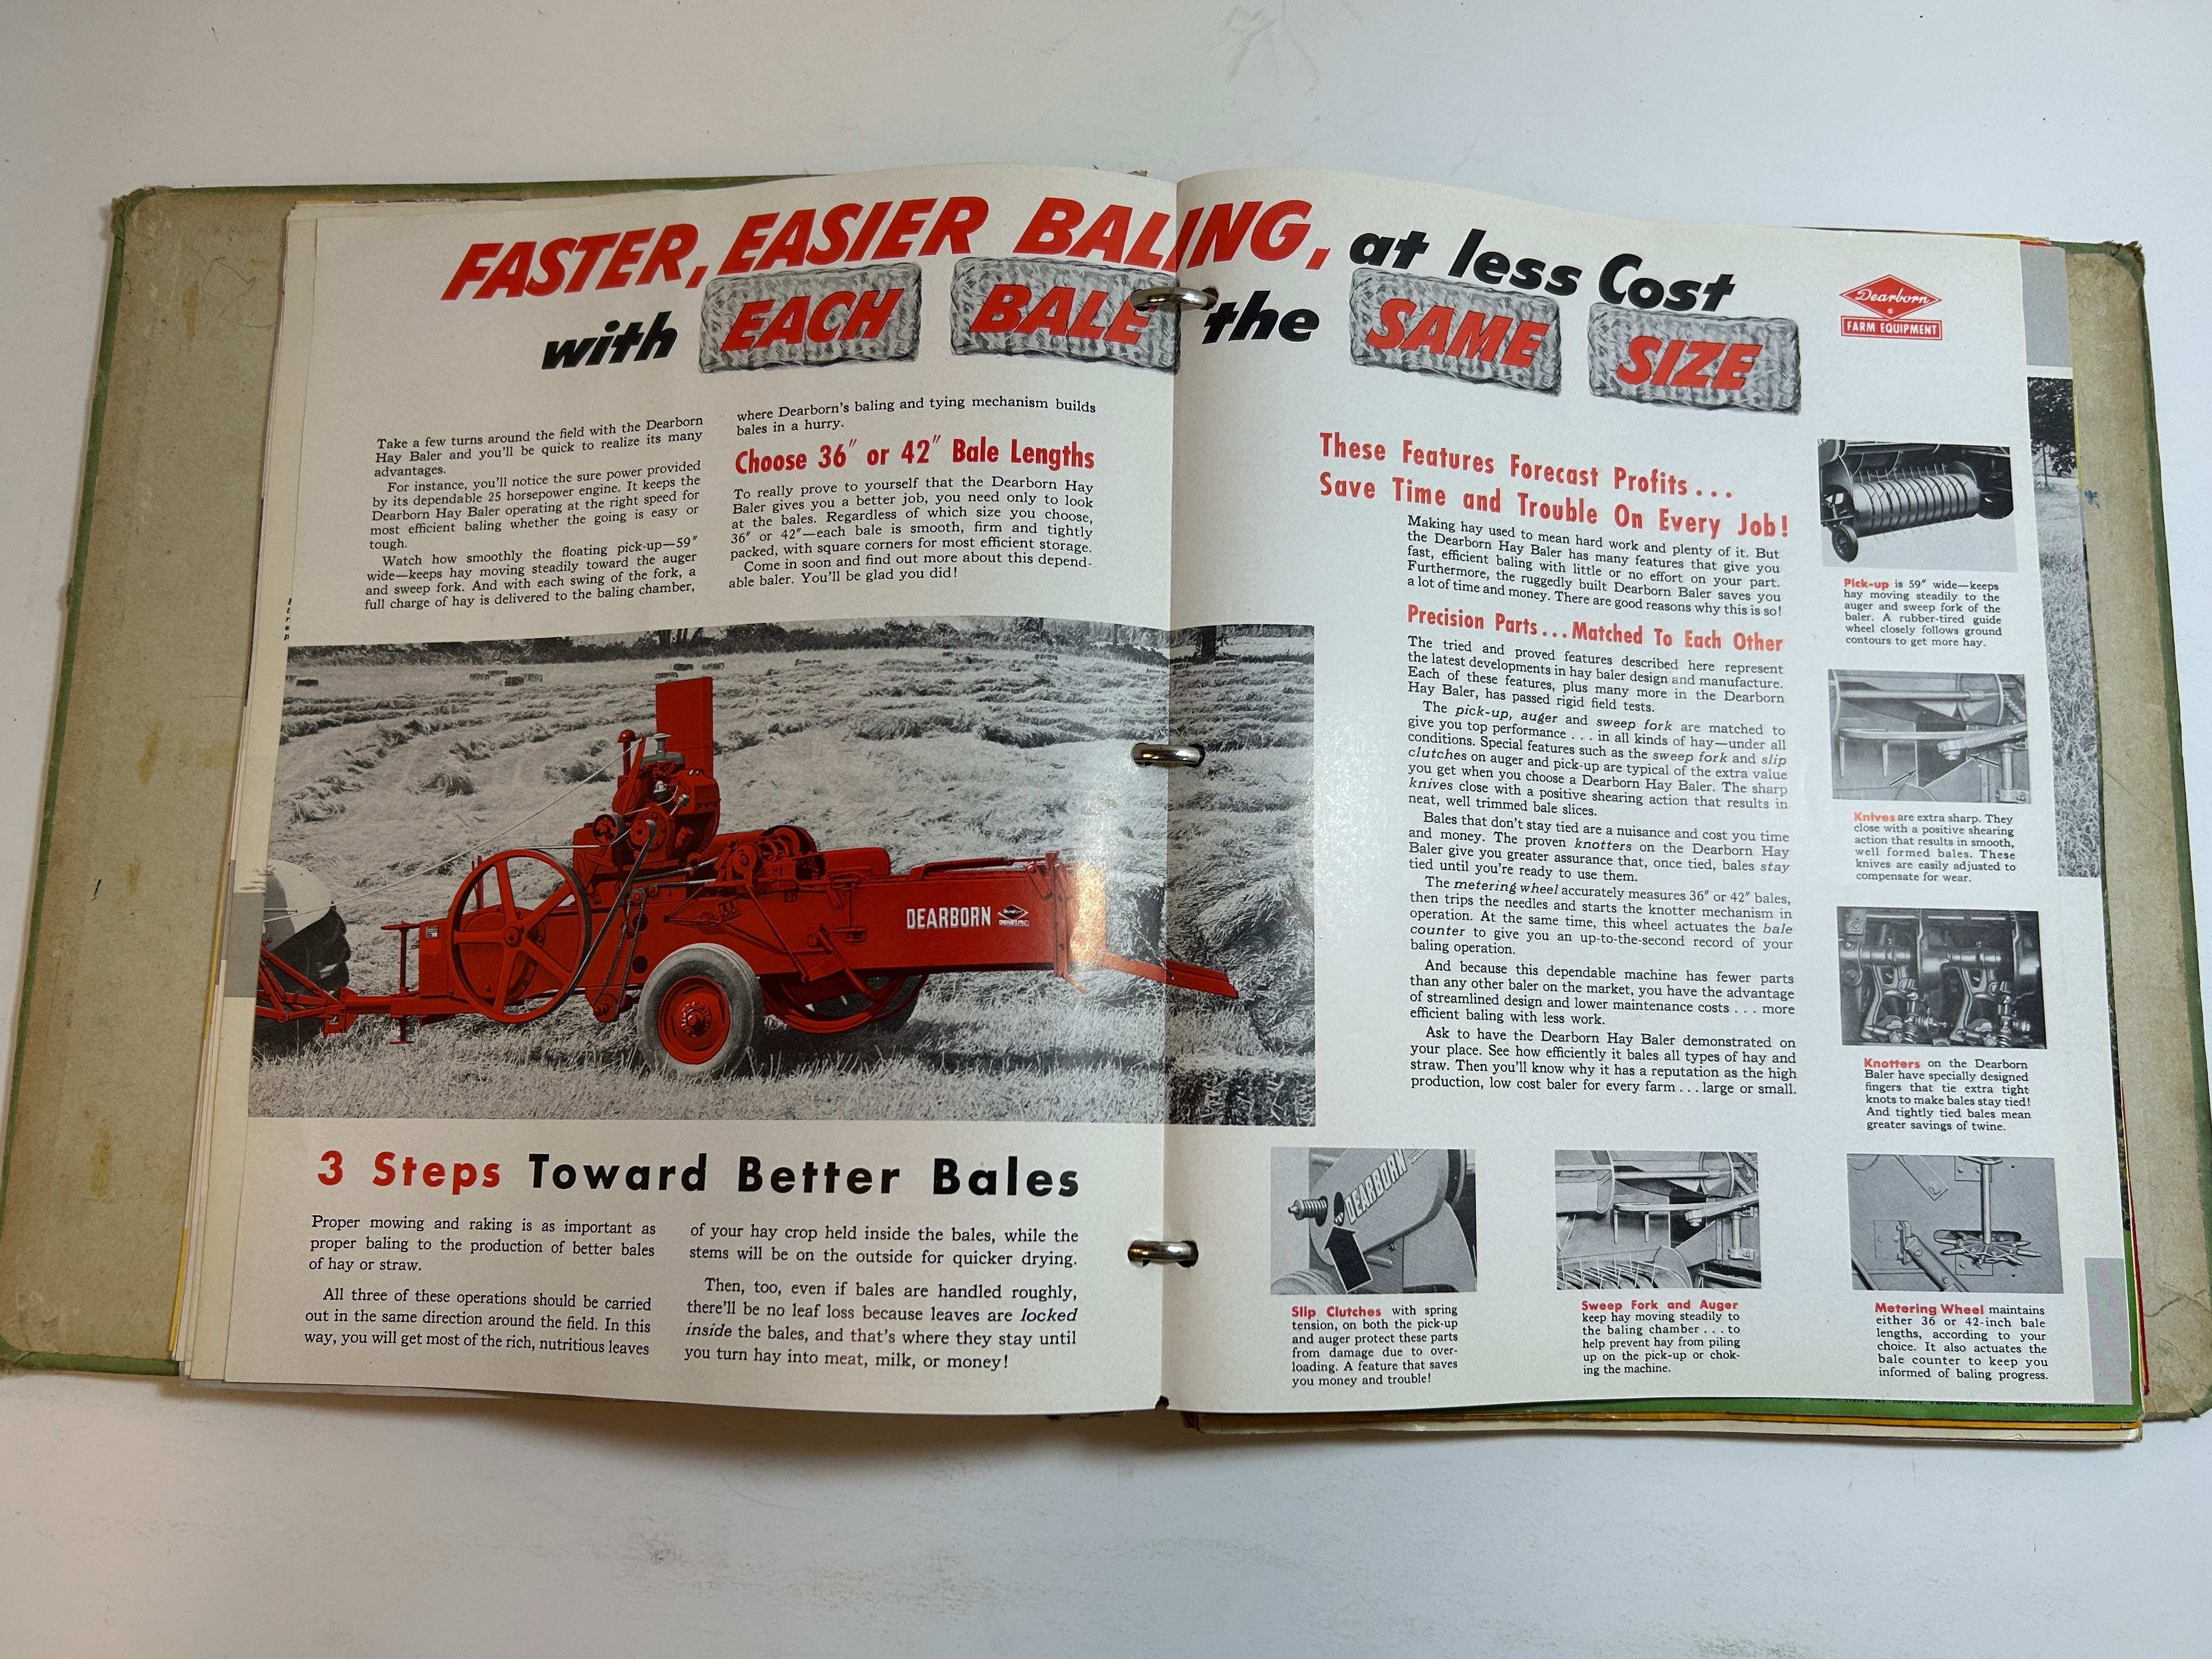 FASTER, EASIER BALING, at less Cost
with EACH BALE the SAME SIZE
Dearborn
FARM EQUIPMENT
Take a few turns around the field with the Dearborn
Hay Baler and you'll be quick to realize its many
advantages.
For instance, you'll notice the sure power provided
by its dependable 25 horsepower engine. It keeps the
Dearborn Hay Baler operating at the right speed for
most efficient baling whether the going is easy or
tough.
Watch how smoothly the floating pick-up—59″
wide—keeps hay moving steadily toward the auger
and sweep fork. And with each swing of the fork, a
full charge of hay is delivered to the baling chamber,
where Dearborn's baling and tying mechanism builds
bales in a hurry.
Choose 36″ or 42″ Bale Lengths
To really prove to yourself that the Dearborn Hay
Baler gives you a better job, you need only to look
at the bales. Regardless of which size you choose,
36″ or 42″—each bale is smooth, firm and tightly
packed, with square corners for most efficient storage.
Come in soon and find out more about this depend-
able baler. You'll be glad you did!
DEARBORN
3 Steps Toward Better Bales
Proper mowing and raking is as important as
proper baling to the production of better bales
of hay or straw.
All three of these operations should be carried
out in the same direction around the field. In this
way, you will get most of the rich, nutritious leaves
of your hay crop held inside the bales, while the
stems will be on the outside for quicker drying.
Then, too, even if bales are handled roughly,
there'll be no leaf loss because leaves are locked
inside the bales, and that's where they stay until
you turn hay into meat, milk, or money!
These Features Forecast Profits...
Save Time and Trouble On Every Job!
Making hay used to mean hard work and plenty of it. But
the Dearborn Hay Baler has many features that give you
fast, efficient baling with little or no effort on your part.
Furthermore, the ruggedly built Dearborn Baler saves you
a lot of time and money. There are good reasons why this is so!
Precision Parts...Matched To Each Other
The tried and proved features described here represent
the latest developments in hay baler design and manufacture.
Each of these features, plus many more in the Dearborn
Hay Baler, has passed rigid field tests.
The pick-up, auger and sweep fork are matched to
give you top performance . . . in all kinds of hay—under all
conditions. Special features such as the sweep fork and slip
clutches on auger and pick-up are typical of the extra value
you get when you choose a Dearborn Hay Baler. The sharp
knives close with a positive shearing action that results in
neat, well trimmed bale slices.
Bales that don't stay tied are a nuisance and cost you time
and money. The proven knotters on the Dearborn Hay
Baler give you greater assurance that, once tied, bales stay
tied until you're ready to use them.
The metering wheel accurately measures 36″ or 42″ bales,
then trips the needles and starts the knotter mechanism in
operation. At the same time, this wheel actuates the bale
counter to give you an up-to-the-second record of your
baling operation.
And because this dependable machine has fewer parts
than any other baler on the market, you have the advantage
of streamlined design and lower maintenance costs . . . more
efficient baling with less work.
Ask to have the Dearborn Hay Baler demonstrated on
your place. See how efficiently it bales all types of hay and
straw. Then you'll know why it has a reputation as the high
production, low cost baler for every farm . . . large or small.
Pick-up is 59″ wide—keeps
hay moving steadily to the
auger and sweep fork of the
baler. A rubber-tired guide
wheel closely follows ground
contours to get more hay.
Knives are extra sharp. They
close with a positive shearing
action that results in smooth,
well formed bales. These
knives are easily adjusted to
compensate for wear.
Knotters on the Dearborn
Baler have specially designed
fingers that tie extra tight
knots to make bales stay tied!
And tightly tied bales mean
greater savings of twine.
DEARBORN
Slip Clutches with spring
tension, on both the pick-up
and auger protect these parts
from damage due to over-
loading. A feature that saves
you money and trouble!
Sweep Fork and Auger
keep hay moving steadily to
the baling chamber . . . to
help prevent hay from piling
up on the pick-up or chok-
ing the machine.
Metering Wheel maintains
either 36 or 42-inch bale
lengths, according to your
choice. It also actuates the
bale counter to keep you
informed of baling progress.